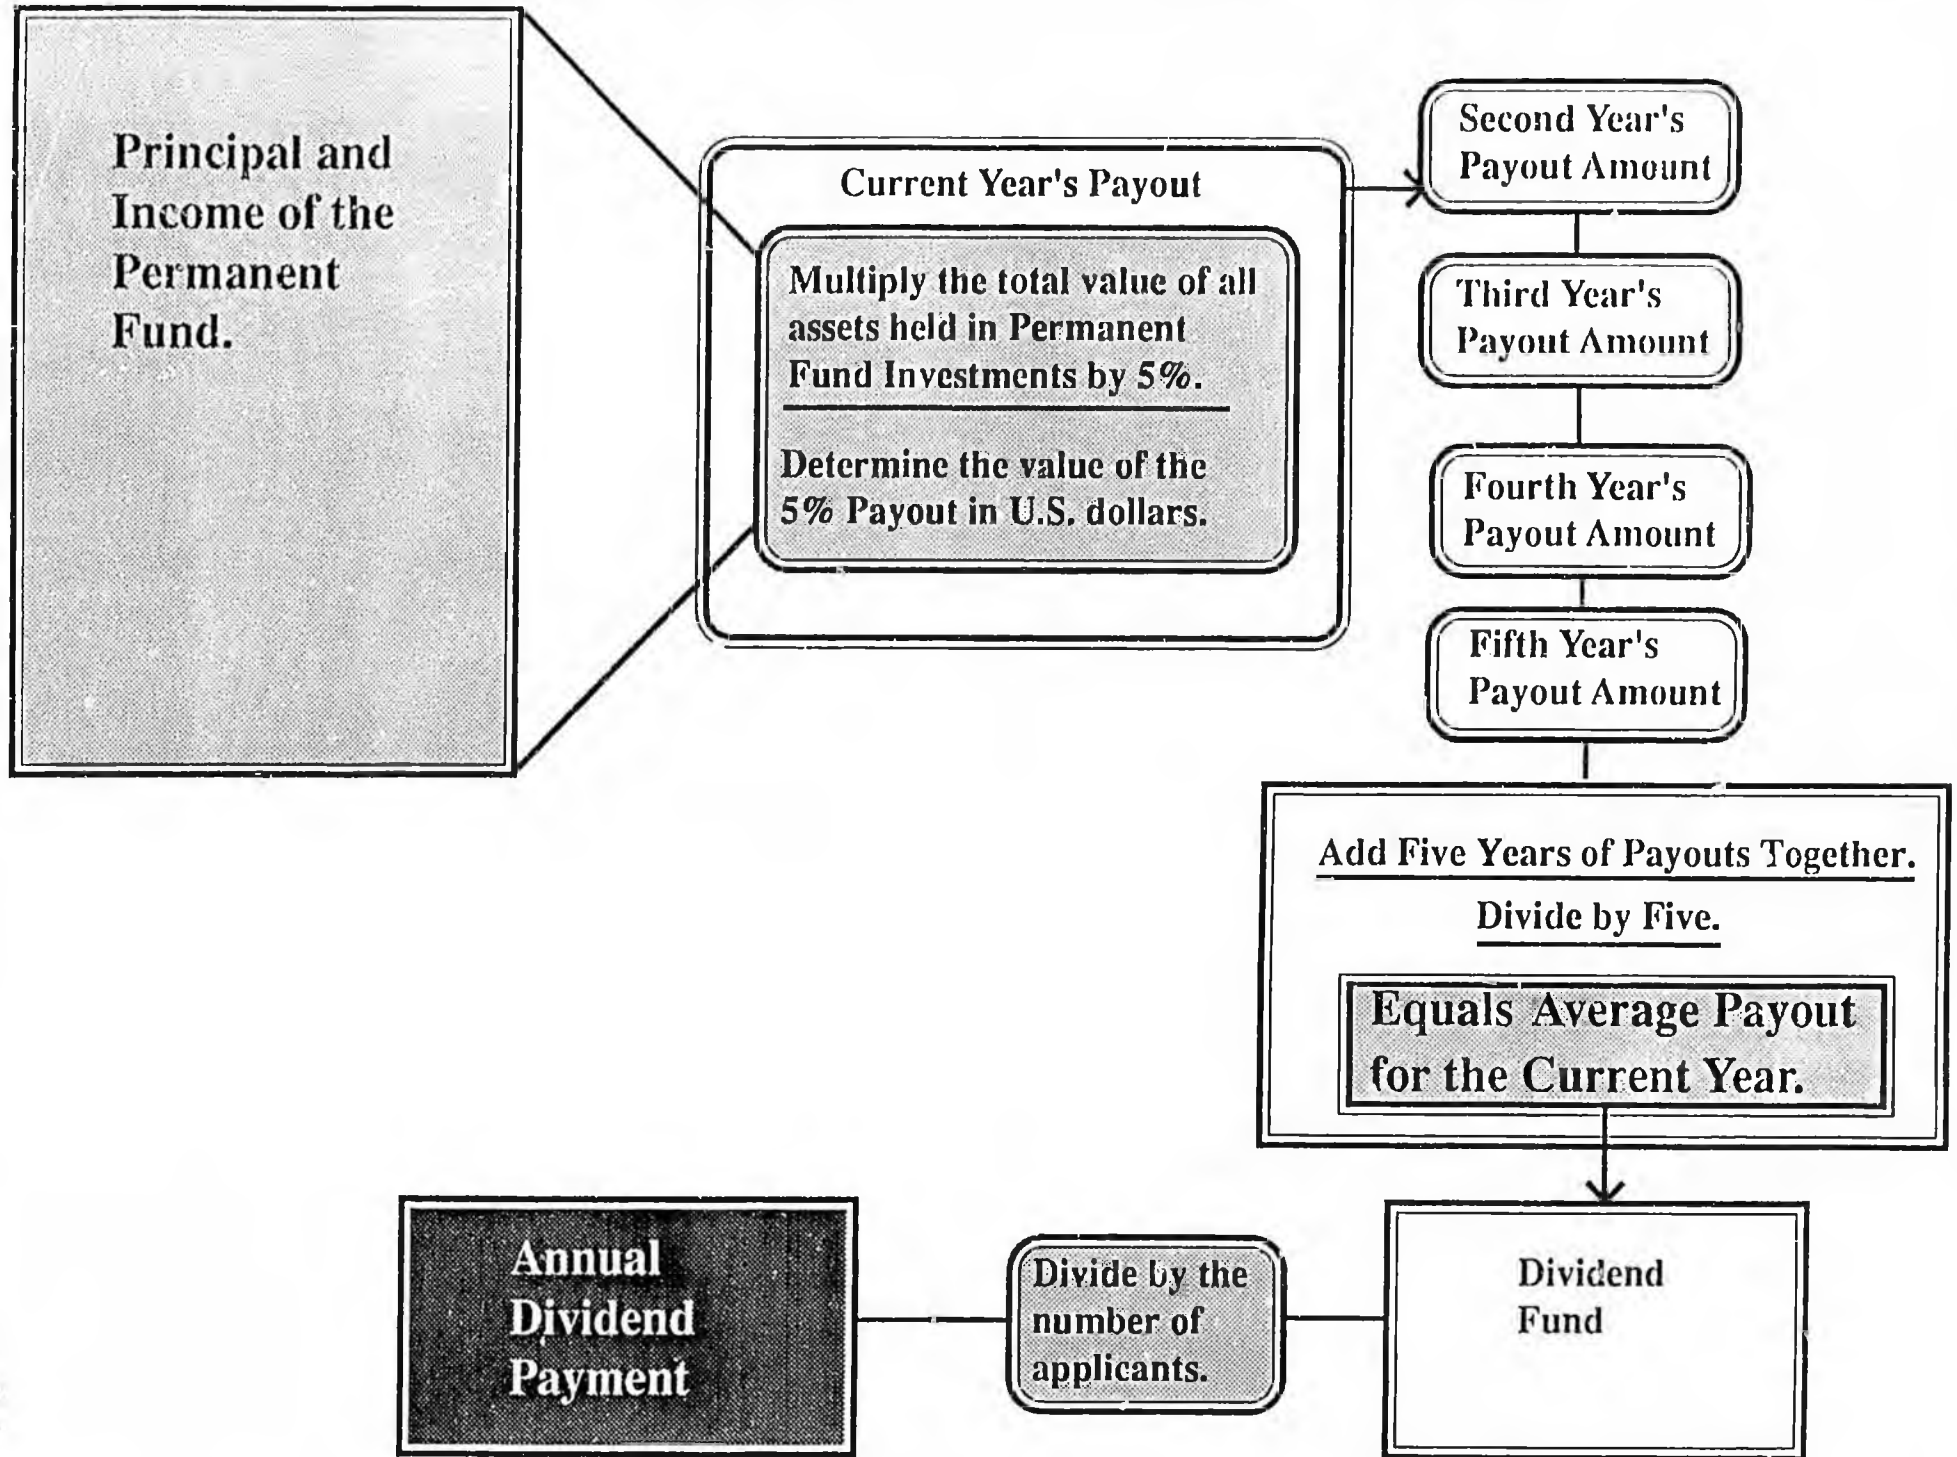 Principal and
Income of the
Permanent
Fund.
Current Year's Payout
Multiply the total value of all
assets held in Permanent
Fund Investments by 5%.
Determine the value of the
5% Payout in U.S. dollars.
Second Year's
Payout Amount
Third Year's
Payout Amount
Fourth Year's
Payout Amount
Fifth Year's
Payout Amount
Add Five Years of Payouts Together.
Divide by Five.
Equals Average Payout
for the Current Year.
Dividend
Fund
Divide by the
number of
applicants.
Annual
Dividend
Payment